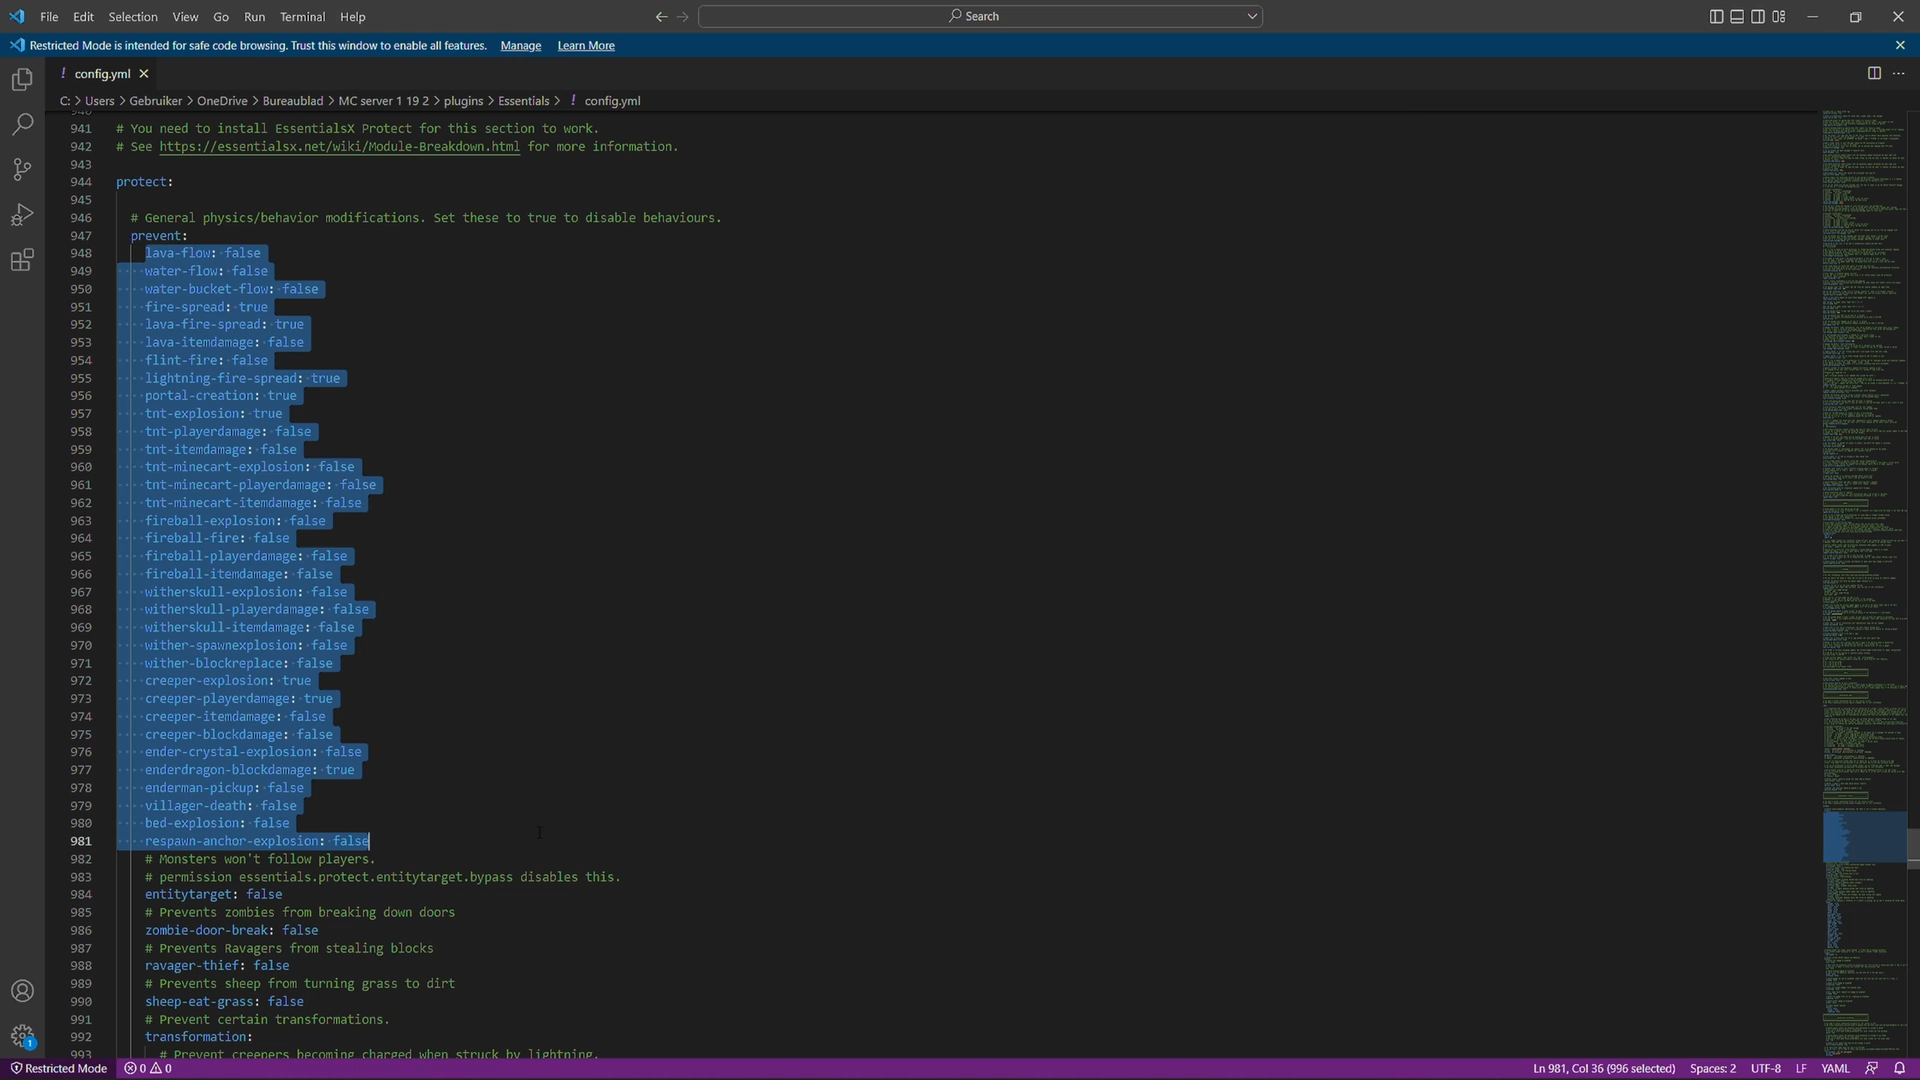 File Edit Selection View Go Run Terminal Help Search
Restricted Mode is intended for safe code browsing. Trust this window to enable all features. Manage Learn More
! config.yml
C: > Users > Gebruiker > OneDrive > Bureaublad > MC server 1 19 2 > plugins > Essentials > ! config.yml
941 # You need to install EssentialsX Protect for this section to work.
942 # See https://essentialsx.net/wiki/Module-Breakdown.html for more information.
943
944 protect:
945
946 # General physics/behavior modifications. Set these to true to disable behaviours.
947 prevent:
948 lava-flow: false
949 water-flow: false
950 water-bucket-flow: false
951 fire-spread: true
952 lava-fire-spread: true
953 lava-itemdamage: false
954 flint-fire: false
955 lightning-fire-spread: true
956 portal-creation: true
957 tnt-explosion: true
958 tnt-playerdamage: false
959 tnt-itemdamage: false
960 tnt-minecart-explosion: false
961 tnt-minecart-playerdamage: false
962 tnt-minecart-itemdamage: false
963 fireball-explosion: false
964 fireball-fire: false
965 fireball-playerdamage: false
966 fireball-itemdamage: false
967 witherskull-explosion: false
968 witherskull-playerdamage: false
969 witherskull-itemdamage: false
970 wither-spawnexplosion: false
971 wither-blockreplace: false
972 creeper-explosion: true
973 creeper-playerdamage: true
974 creeper-itemdamage: false
975 creeper-blockdamage: false
976 ender-crystal-explosion: false
977 enderdragon-blockdamage: true
978 enderman-pickup: false
979 villager-death: false
980 bed-explosion: false
981 respawn-anchor-explosion: false
982 # Monsters won't follow players.
983 # permission essentials.protect.entitytarget.bypass disables this.
984 entitytarget: false
985 # Prevents zombies from breaking down doors
986 zombie-door-break: false
987 # Prevents Ravagers from stealing blocks
988 ravager-thief: false
989 # Prevents sheep from turning grass to dirt
990 sheep-eat-grass: false
991 # Prevent certain transformations.
992 transformation:
993 # Prevent creepers becoming charged when struck by lightning.
1
Restricted Mode 0 0 Ln 981, Col 36 (996 selected) Spaces: 2 UTF-8 LF YAML